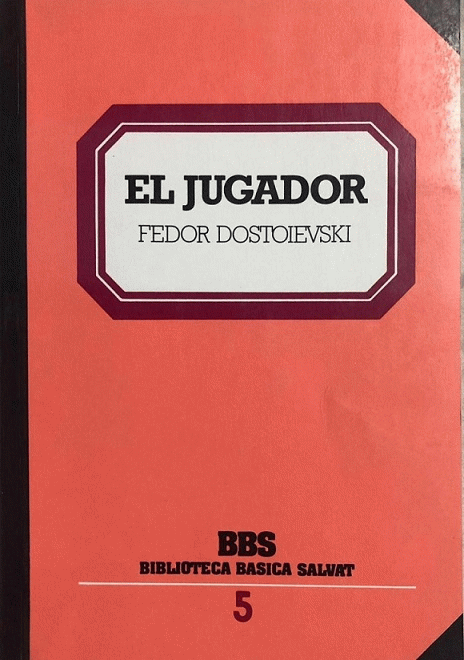 EL JUGADOR
FEDOR DOSTOIEVSKI
BBS
BIBLIOTECA BASICA SALVAT
5